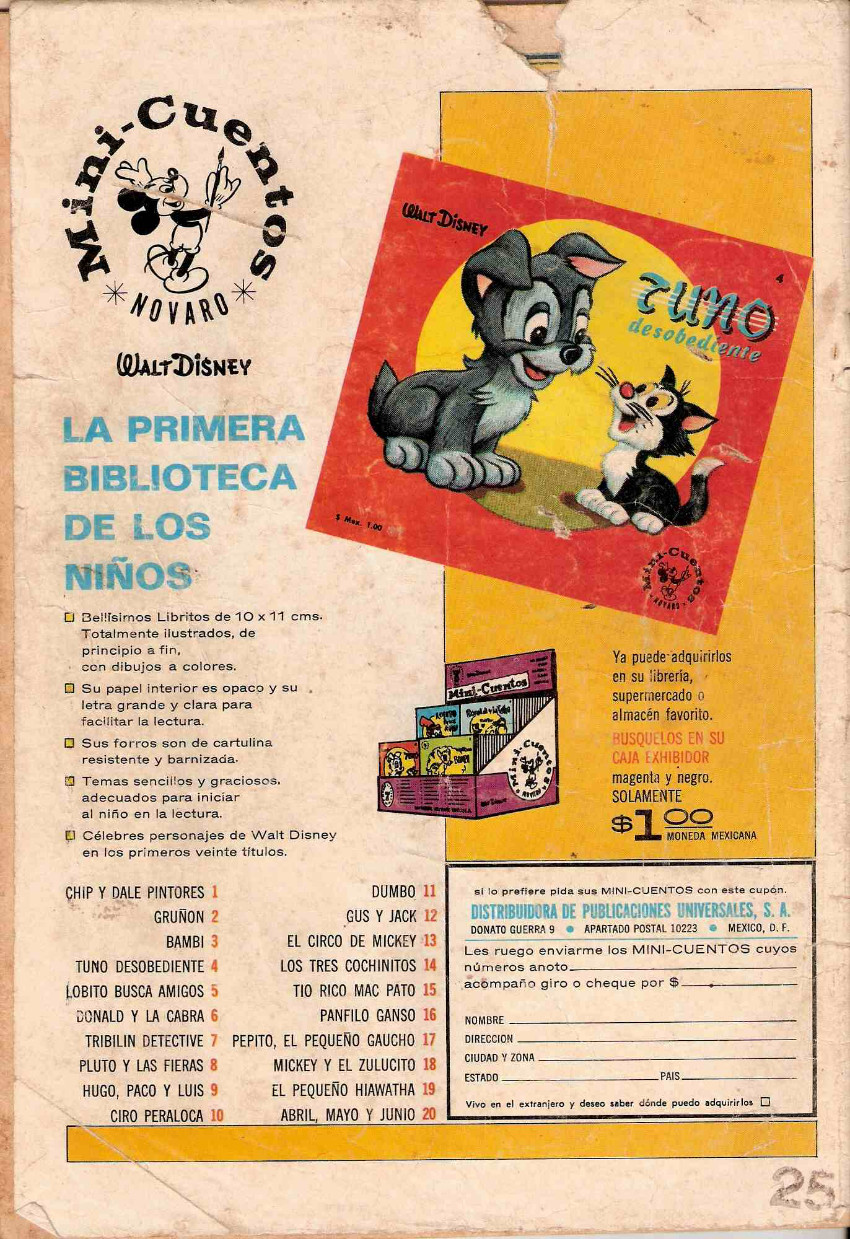 Mini-Cuentos
NOVARO
WALT DISNEY
LA PRIMERA
BIBLIOTECA
DE LOS
NIÑOS
Bellísimos Libritos de 10 x 11 cms.
Totalmente ilustrados, de
principio a fin,
con dibujos a colores.
Su papel interior es opaco y su
letra grande y clara para
facilitar la lectura.
Sus forros son de cartulina
resistente y barnizada.
Temas sencillos y graciosos,
adecuados para iniciar
al niño en la lectura.
Célebres personajes de Walt Disney
en los primeros veinte títulos.
WALT DISNEY
4
TUNO
desobediente
$ Mex. 1.00
Mini-Cuentos
NOVARO
Mini-Cuentos
Mini-Cuentos
Ya puede adquirirlos
en su librería,
supermercado o
almacén favorito.
BUSQUELOS EN SU
CAJA EXHIBIDOR
magenta y negro.
SOLAMENTE
$1.00
MONEDA MEXICANA
CHIP Y DALE PINTORES 1
GRUÑON 2
BAMBI 3
TUNO DESOBEDIENTE 4
LOBITO BUSCA AMIGOS 5
DONALD Y LA CABRA 6
TRIBILIN DETECTIVE 7
PLUTO Y LAS FIERAS 8
HUGO, PACO Y LUIS 9
CIRO PERALOCA 10
DUMBO 11
GUS Y JACK 12
EL CIRCO DE MICKEY 13
LOS TRES COCHINITOS 14
TIO RICO MAC PATO 15
PANFILO GANSO 16
PEPITO, EL PEQUEÑO GAUCHO 17
MICKEY Y EL ZULUCITO 18
EL PEQUEÑO HIAWATHA 19
ABRIL, MAYO Y JUNIO 20
si lo prefiere pida sus MINI-CUENTOS con este cupón.
DISTRIBUIDORA DE PUBLICACIONES UNIVERSALES, S. A.
DONATO GUERRA 9 • APARTADO POSTAL 10223 • MEXICO, D. F.
Les ruego enviarme los MINI-CUENTOS cuyos
números anoto
acompaño giro o cheque por $
NOMBRE
DIRECCION
CIUDAD Y ZONA
ESTADO PAIS
Vivo en el extranjero y deseo saber dónde puedo adquirirlos
25